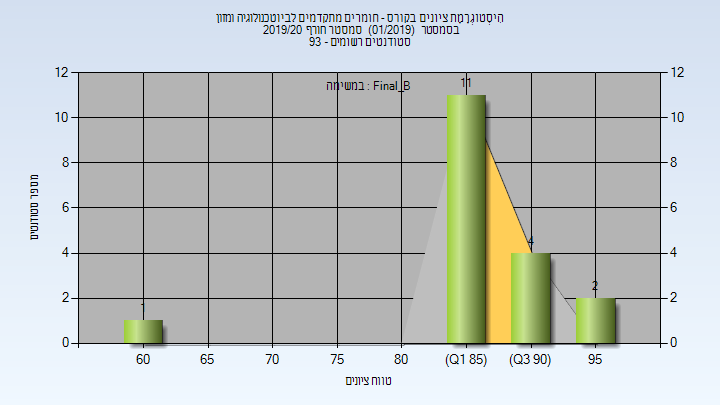 הִיסְטוֹגְרָמַת ציונים בקורס - חומרים מתקדמים לביוטכנולוגיה ומזון
בסמסטר (01/2019) סמסטר חורף 2019/20
סטודנטים רשומים - 93
במשימה : Final_B
מספר סטודנטים
12 10 8 6 4 2 0
12 10 8 6 4 2 0
1 11 4 2
60 65 70 75 80 (Q1 85) (Q3 90) 95
טווח ציונים